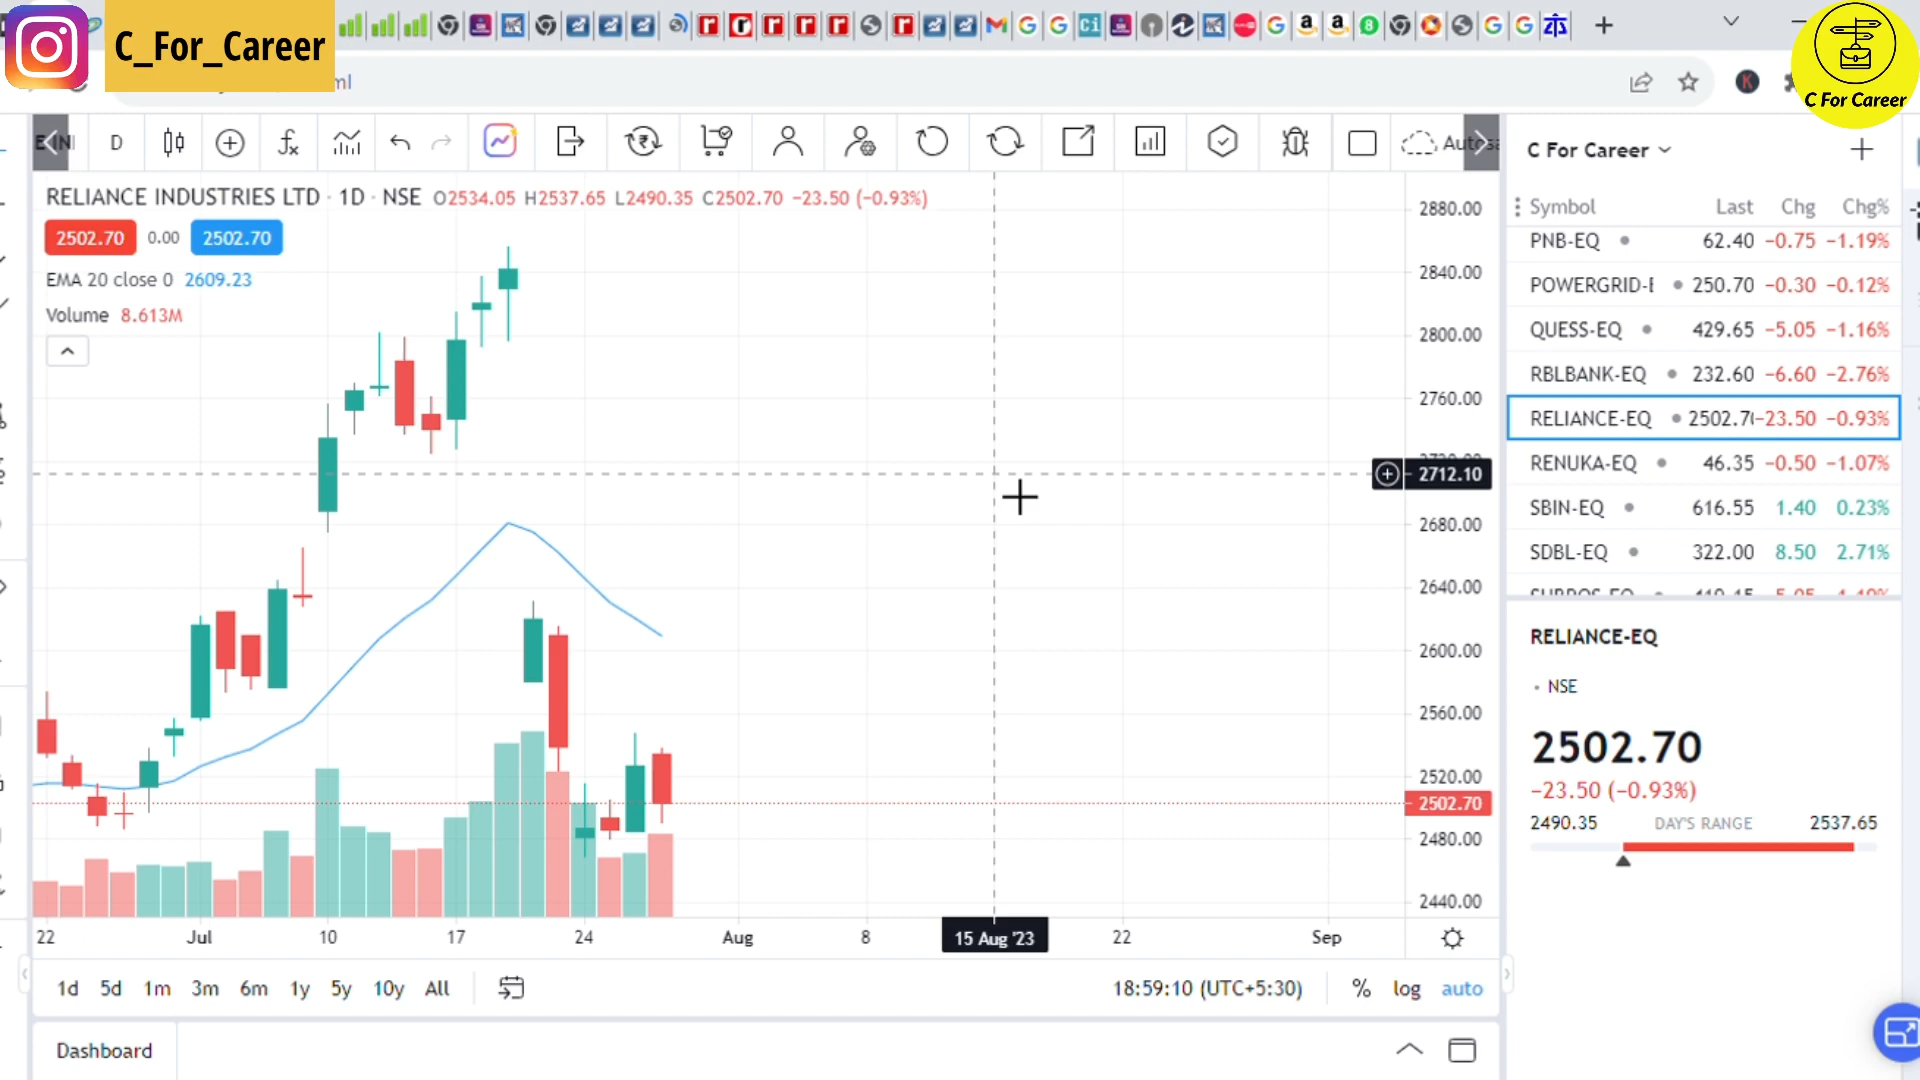 C_For_Career
ml
C For Career
D
Autosa
RELIANCE INDUSTRIES LTD · 1D · NSE O2534.05 H2537.65 L2490.35 C2502.70 −23.50 (−0.93%)
2502.70 0.00 2502.70
EMA 20 close 0 2609.23
Volume 8.613M
2880.00
2840.00
2800.00
2760.00
2712.10
2680.00
2640.00
2600.00
2560.00
2520.00
2502.70
2480.00
2440.00
22 Jul 10 17 24 Aug 8 15 Aug '23 22 Sep
1d 5d 1m 3m 6m 1y 5y 10y All
18:59:10 (UTC+5:30) % log auto
Dashboard
C For Career
Symbol Last Chg Chg%
PNB-EQ 62.40 −0.75 −1.19%
POWERGRID-E 250.70 −0.30 −0.12%
QUESS-EQ 429.65 −5.05 −1.16%
RBLBANK-EQ 232.60 −6.60 −2.76%
RELIANCE-EQ 2502.7 −23.50 −0.93%
RENUKA-EQ 46.35 −0.50 −1.07%
SBIN-EQ 616.55 1.40 0.23%
SDBL-EQ 322.00 8.50 2.71%
RELIANCE-EQ
· NSE
2502.70
−23.50 (−0.93%)
2490.35 DAY'S RANGE 2537.65